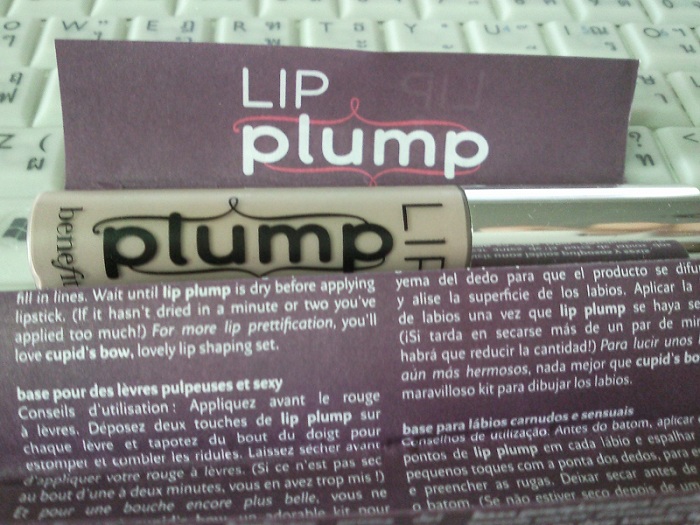 LIP
plump
benefit
plump
LIP
fill in lines. Wait until lip plump is dry before applying
lipstick. (If it hasn't dried in a minute or two you've
applied too much!) For more lip prettification, you'll
love cupid's bow, lovely lip shaping set.
base pour des lèvres pulpeuses et sexy
Conseils d'utilisation : Appliquez avant le rouge
à lèvres. Déposez deux touches de lip plump sur
chaque lèvre et tapotez du bout du doigt pour
estomper et combler les ridules. Laissez sécher avant
d'appliquer votre rouge à lèvres. (Si ce n'est pas sec
au bout d'une à deux minutes, vous en avez trop mis !)
Et pour une bouche encore plus belle, vous ne
adorable kit pour
yema del dedo para que el producto se
y alise la superficie de los labios. Aplicar la
de labios una vez que lip plump se haya
(¡Si tarda en secarse más de un par de
habrá que reducir la cantidad!) Para lucir unos
aún más hermosos, nada mejor que cupid's
maravilloso kit para dibujar los labios.
base para lábios carnudos e sensuais
Conselhos de utilização: Antes do batom, aplicar
pontos de lip plump em cada lábio e
pequenos toques com a ponta dos dedos, para
e preencher as rugas. Deixar secar antes
o batom. (Se não estiver seco depois de